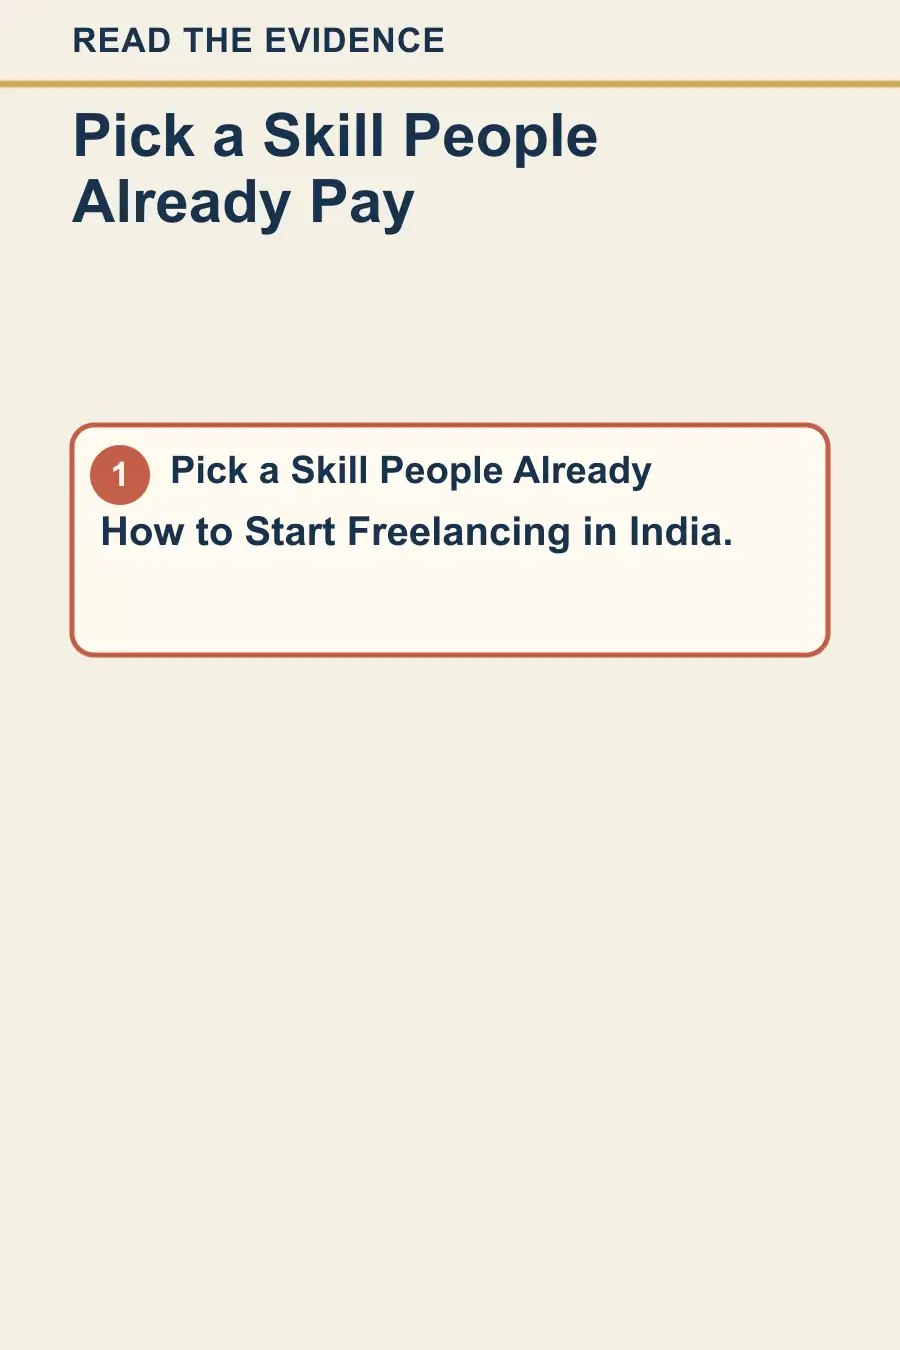 READ THE EVIDENCE
Pick a Skill People
Already Pay
1 Pick a Skill People Already
How to Start Freelancing in India.